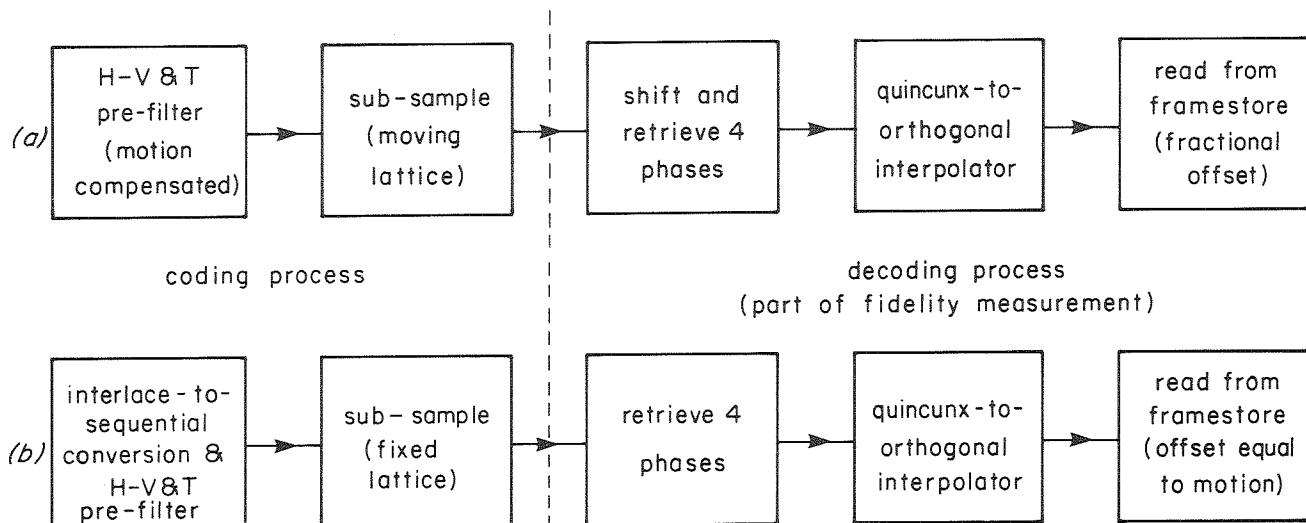 (a)
H-V & T
pre-filter
(motion
compensated)
sub-sample
(moving
lattice)
shift and
retrieve 4
phases
quincunx-to-
orthogonal
interpolator
read from
framestore
(fractional
offset)
coding process
decoding process
(part of fidelity measurement)
(b)
interlace-to-
sequential
conversion &
H-V&T
pre-filter
sub-sample
(fixed
lattice)
retrieve 4
phases
quincunx-to-
orthogonal
interpolator
read from
framestore
(offset equal
to motion)